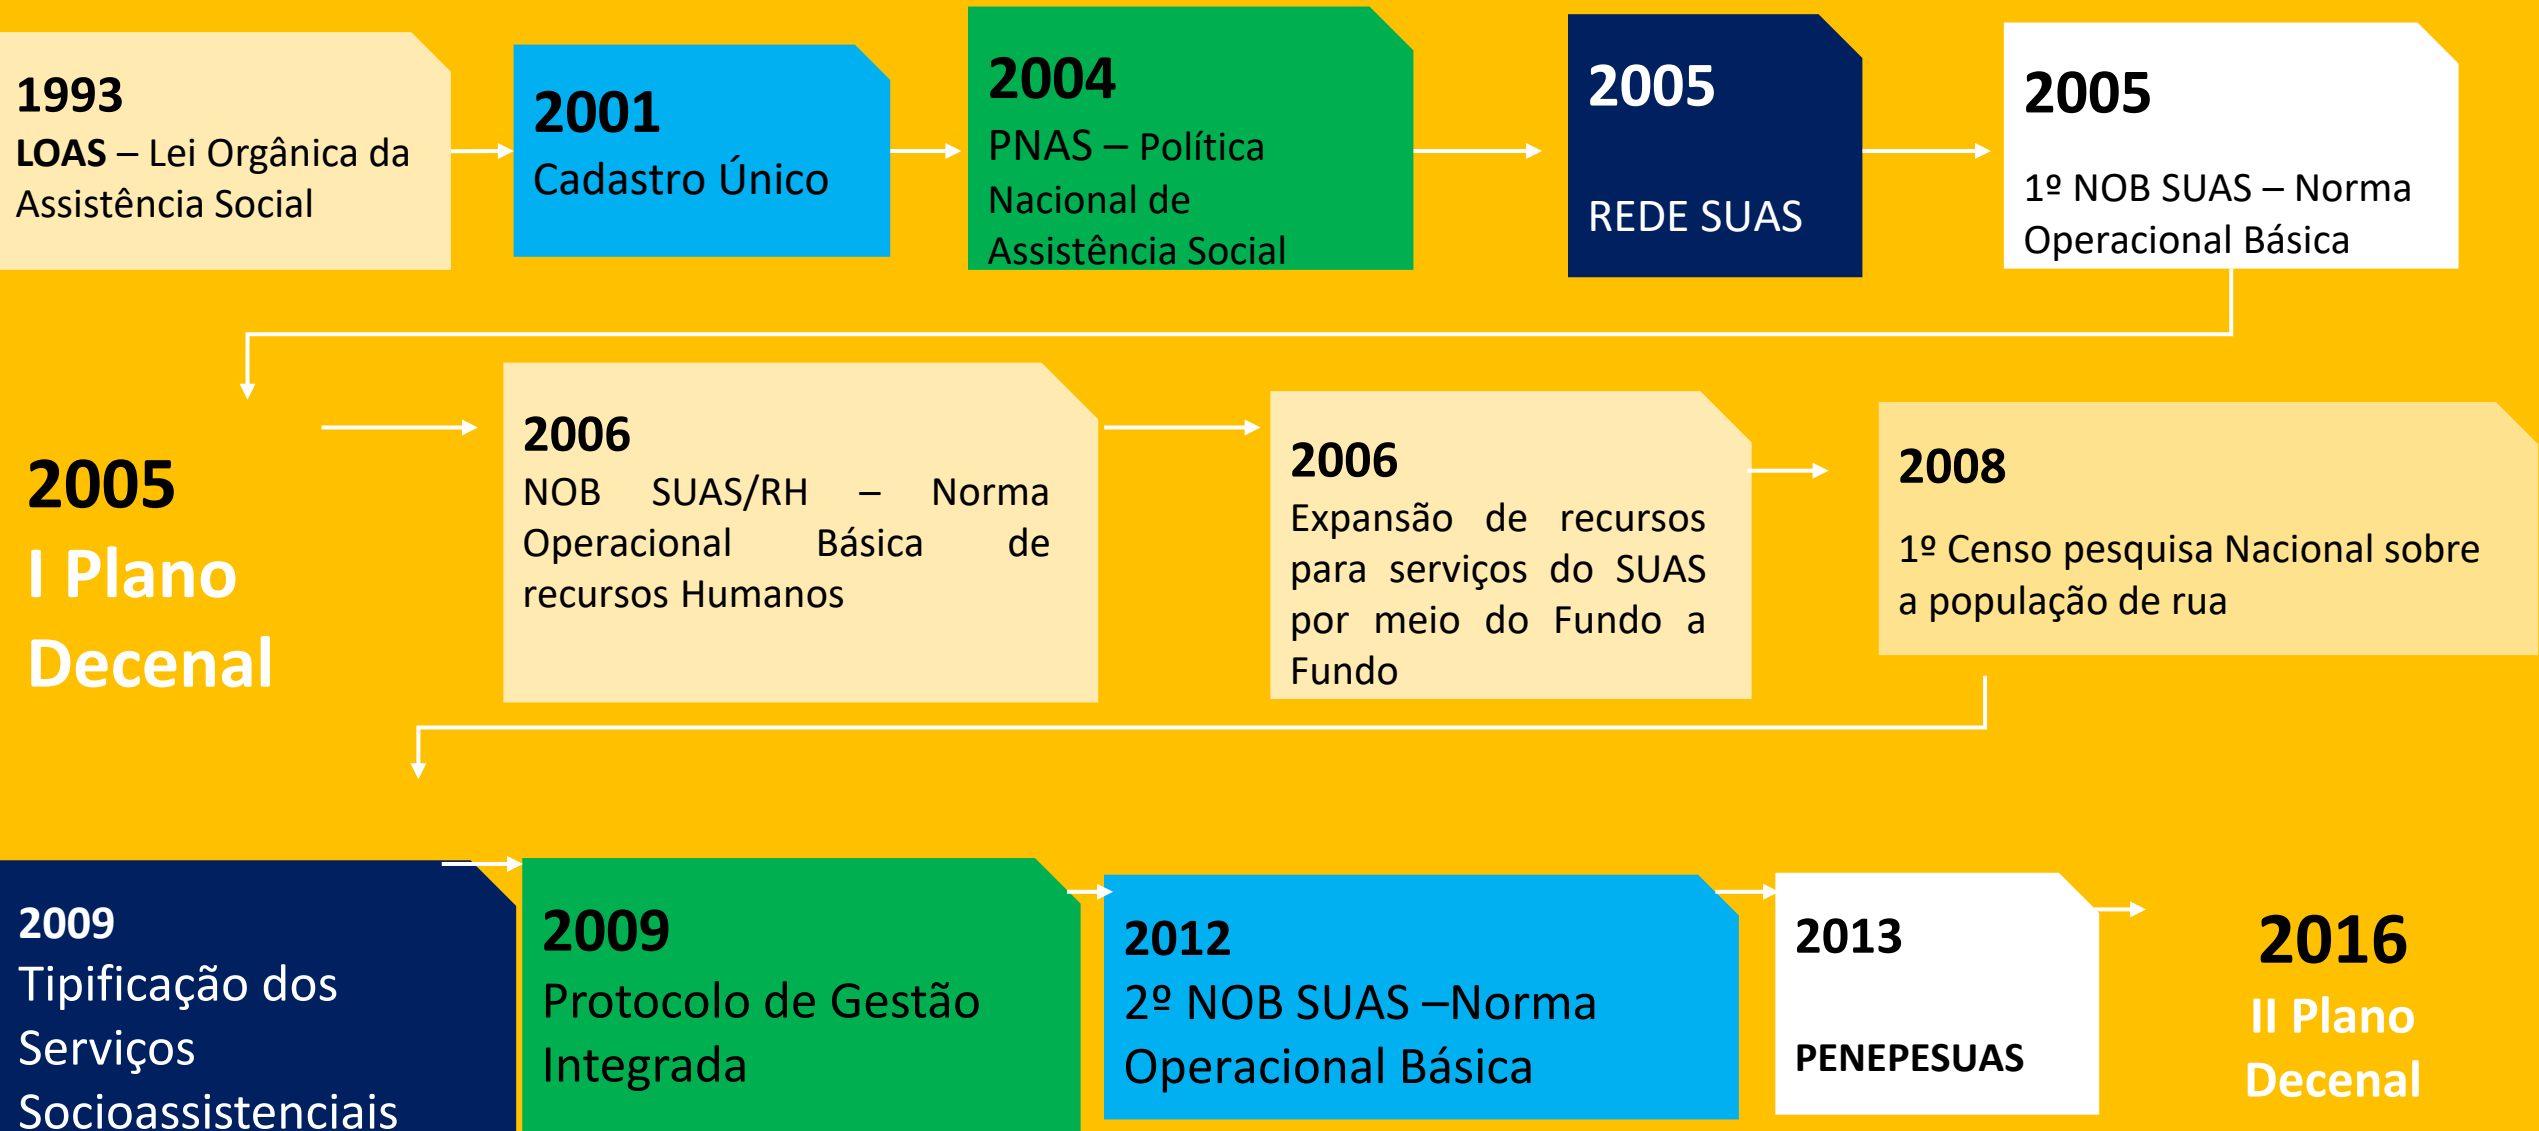 1993
LOAS – Lei Orgânica da
Assistência Social
2001
Cadastro Único
2004
PNAS – Política
Nacional de
Assistência Social
2005
REDE SUAS
2005
1º NOB SUAS – Norma
Operacional Básica
2005
I Plano
Decenal
2006
NOB SUAS/RH – Norma
Operacional Básica de
recursos Humanos
2006
Expansão de recursos
para serviços do SUAS
por meio do Fundo a
Fundo
2008
1º Censo pesquisa Nacional sobre
a população de rua
2009
Tipificação dos
Serviços
Socioassistenciais
2009
Protocolo de Gestão
Integrada
2012
2º NOB SUAS –Norma
Operacional Básica
2013
PENEPESUAS
2016
II Plano
Decenal